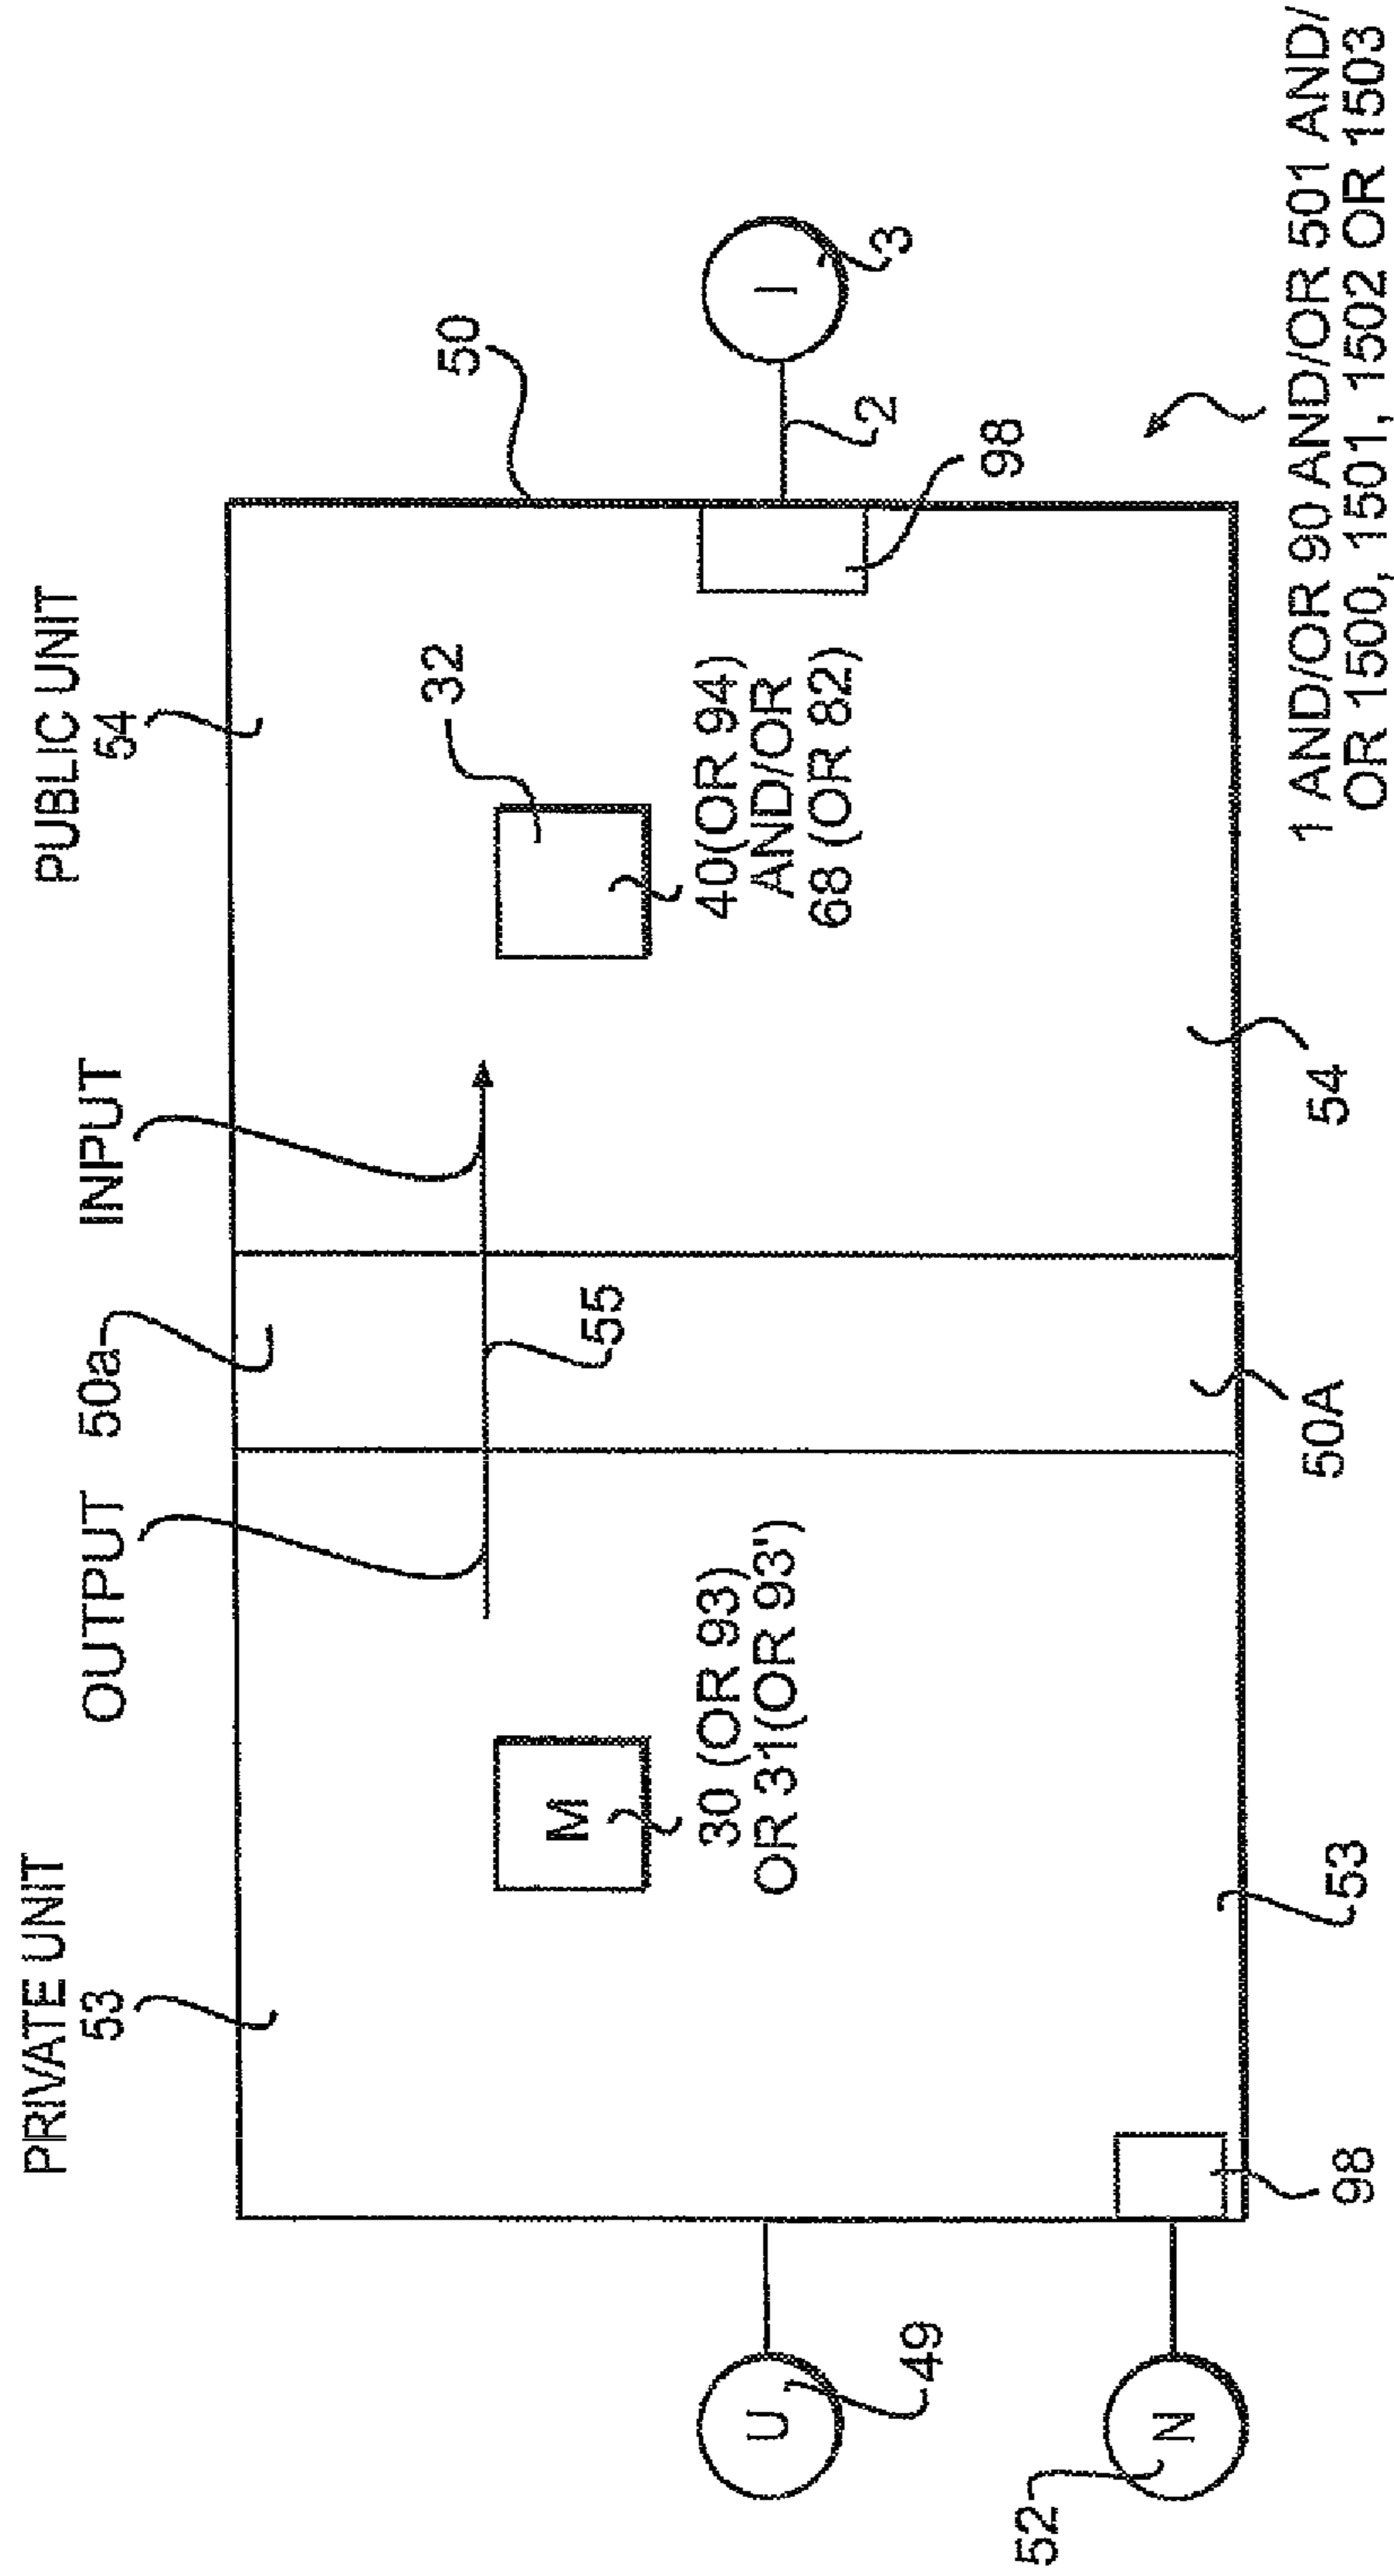 PRIVATE UNIT
53
OUTPUT
50a
INPUT
PUBLIC UNIT
54
50
32
M
30 (OR 93)
OR 31(OR 93')
55
40(OR 94)
AND/OR
68 (OR 82)
98
2
I
3
U
49
52
N
98
53
50A
54
1 AND/OR 90 AND/OR 501 AND/
OR 1500, 1501, 1502 OR 1503